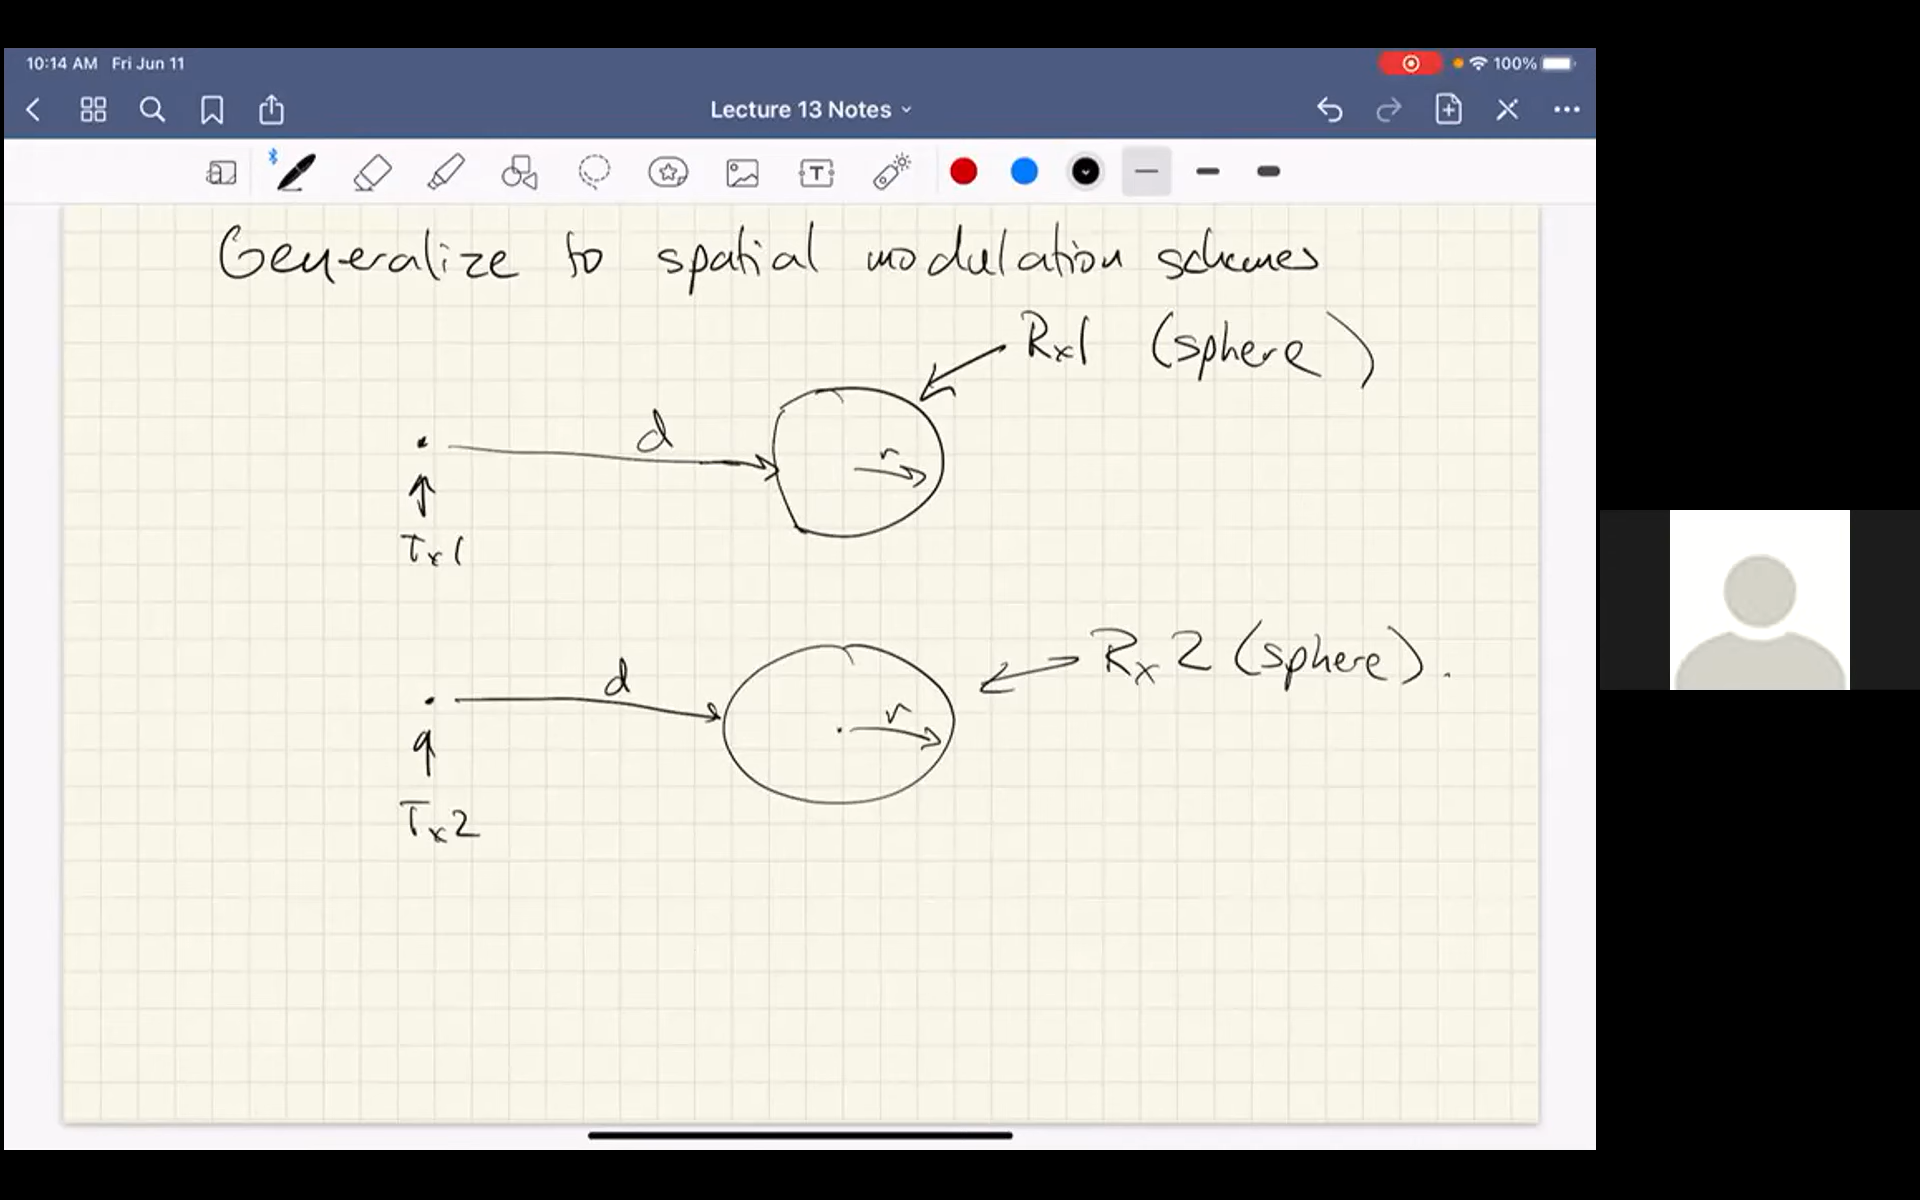 10:14 AM Fri Jun 11
100%
Lecture 13 Notes
T
Generalize to spatial modulation schemes
Rx1 (sphere)
d
r
Tx1
Rx2 (sphere).
d
r
Tx2